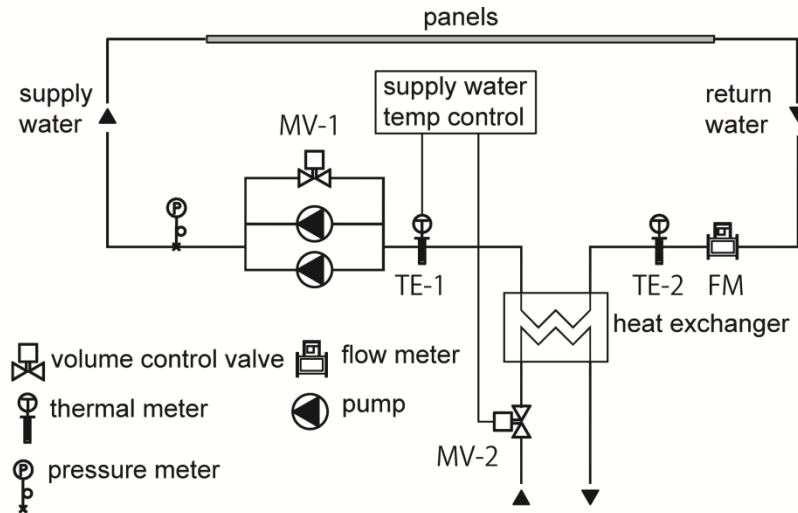 panels
supply
water
supply water
temp control
return
water
MV-1
P
T
T
TE-1
TE-2
FM
heat exchanger
volume control valve
flow meter
T
thermal meter
pump
MV-2
P
pressure meter